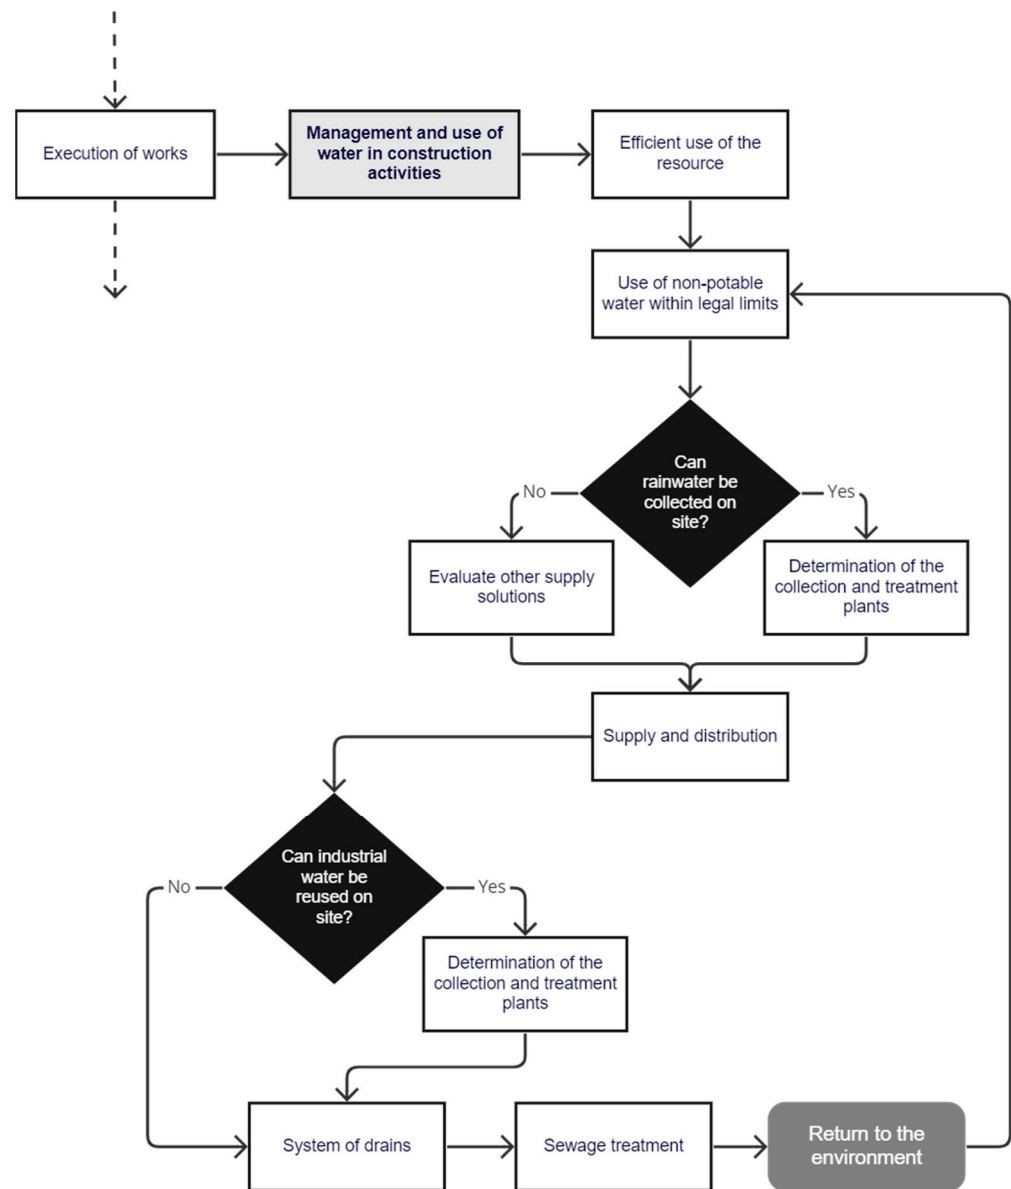 Execution of works
Management and use of
water in construction
activities
Efficient use of the
resource
Use of non-potable
water within legal limits
Can
rainwater be
collected on
site?
No
Yes
Evaluate other supply
solutions
Determination of the
collection and treatment
plants
Supply and distribution
Can industrial
water be
reused on
site?
No
Yes
Determination of the
collection and treatment
plants
System of drains
Sewage treatment
Return to the
environment